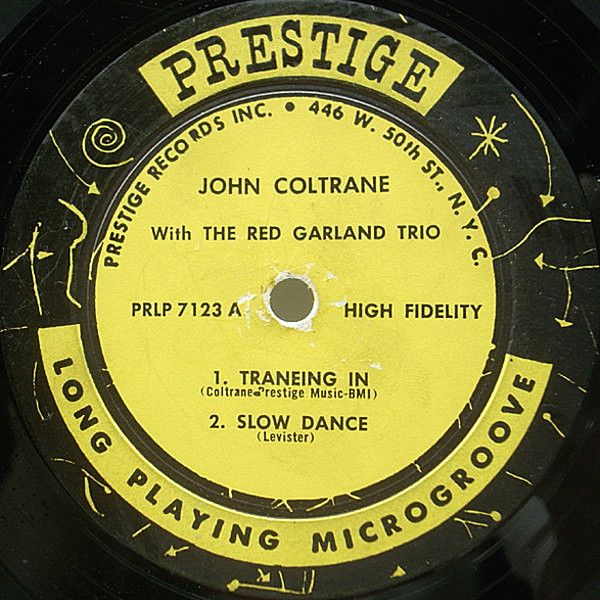 PRESTIGE
PRESTIGE RECORDS INC. • 446 W. 50th ST., N.Y.C.
JOHN COLTRANE
With THE RED GARLAND TRIO
PRLP 7123 A
HIGH FIDELITY
1. TRANEING IN
(Coltrane-Prestige Music-BMI)
2. SLOW DANCE
(Levister)
LONG PLAYING MICROGROOVE